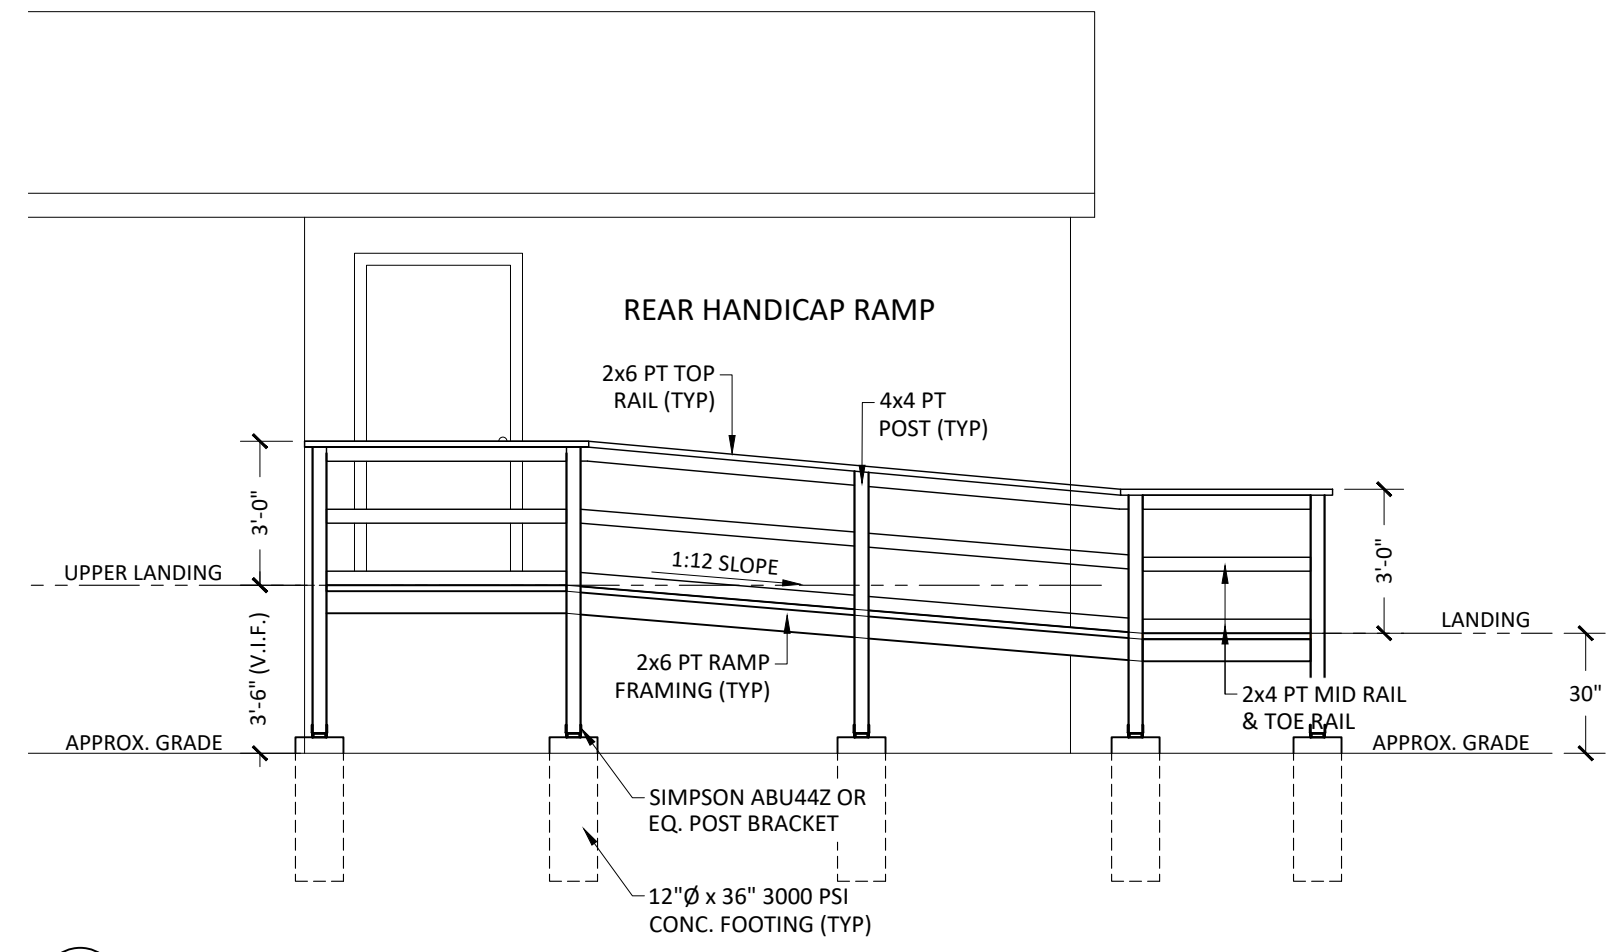 REAR HANDICAP RAMP
2x6 PT TOP
RAIL (TYP)
4x4 PT
POST (TYP)
3'-0"
UPPER LANDING
1:12 SLOPE
3'-0"
LANDING
3'-6" (V.I.F.)
2x6 PT RAMP
FRAMING (TYP)
2x4 PT MID RAIL
& TOE RAIL
30"
APPROX. GRADE
APPROX. GRADE
SIMPSON ABU44Z OR
EQ. POST BRACKET
12"Ø x 36" 3000 PSI
CONC. FOOTING (TYP)